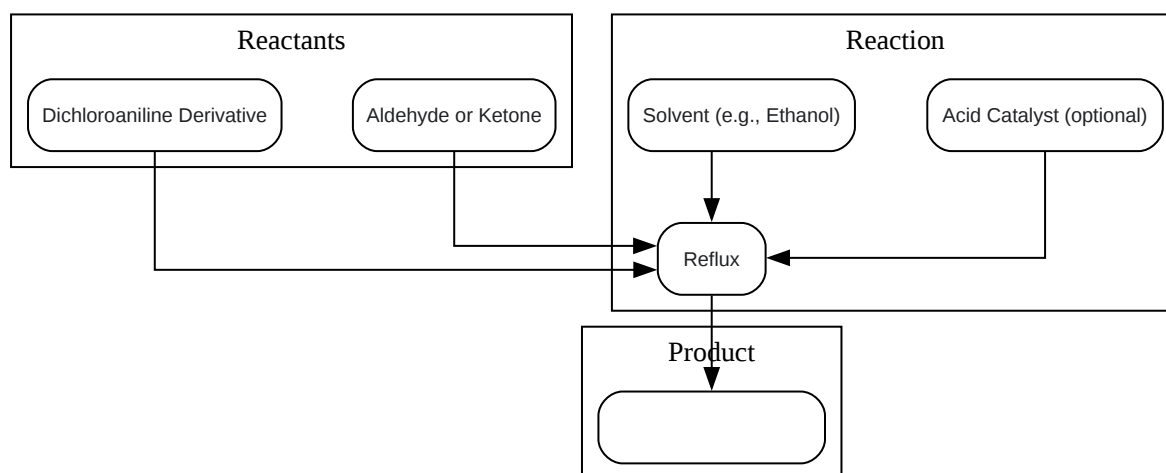 Reactants
Reaction
Dichloroaniline Derivative
Aldehyde or Ketone
Solvent (e.g., Ethanol)
Acid Catalyst (optional)
Reflux
Product